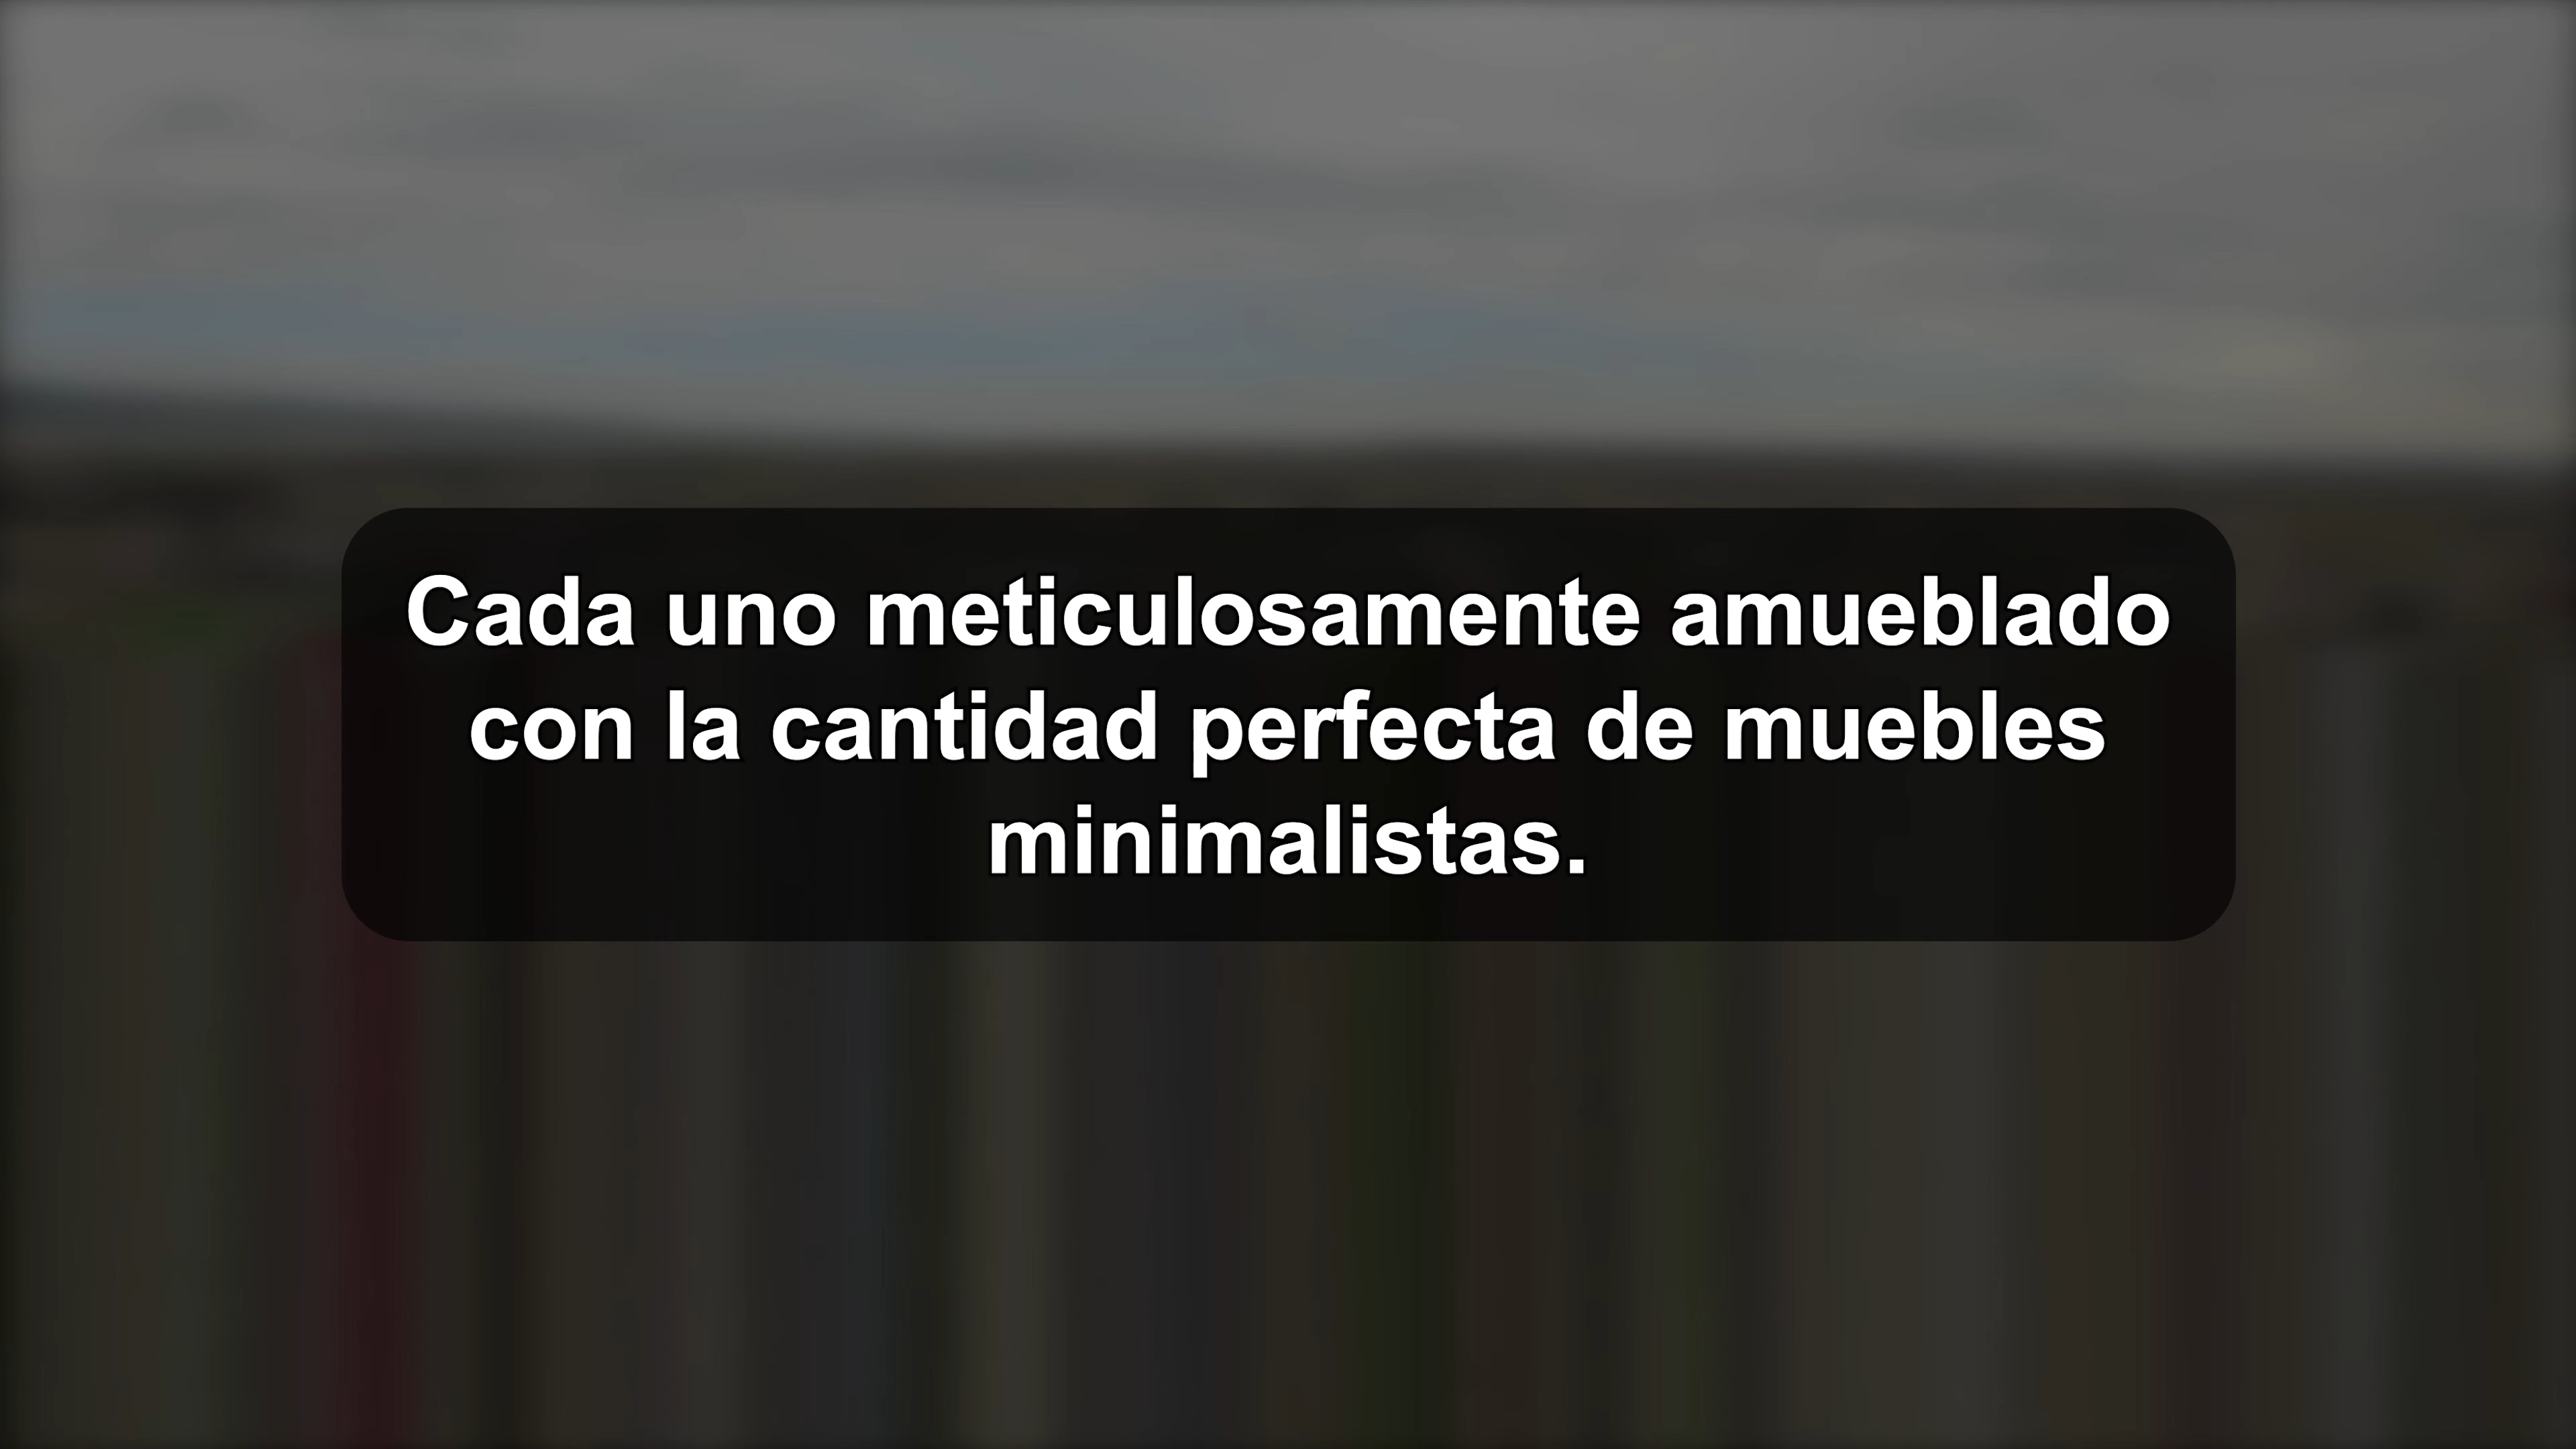 Cada uno meticulosamente amueblado
con la cantidad perfecta de muebles
minimalistas.